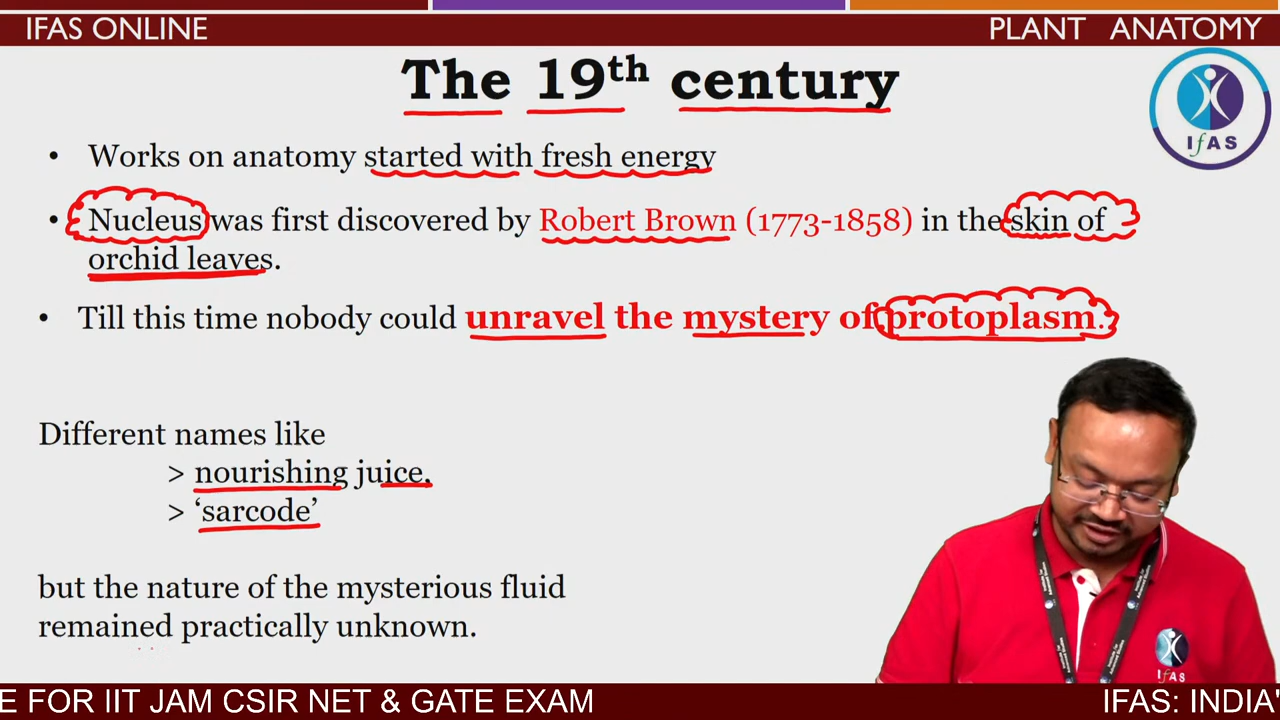 IFAS ONLINE
PLANT ANATOMY
The 19th century
IfAS
• Works on anatomy started with fresh energy
• Nucleus was first discovered by Robert Brown (1773-1858) in the skin of
orchid leaves.
• Till this time nobody could unravel the mystery of protoplasm.
Different names like
> nourishing juice,
> ‘sarcode’
but the nature of the mysterious fluid
remained practically unknown.
IfAS
E FOR IIT JAM CSIR NET & GATE EXAM
IFAS: INDIA'